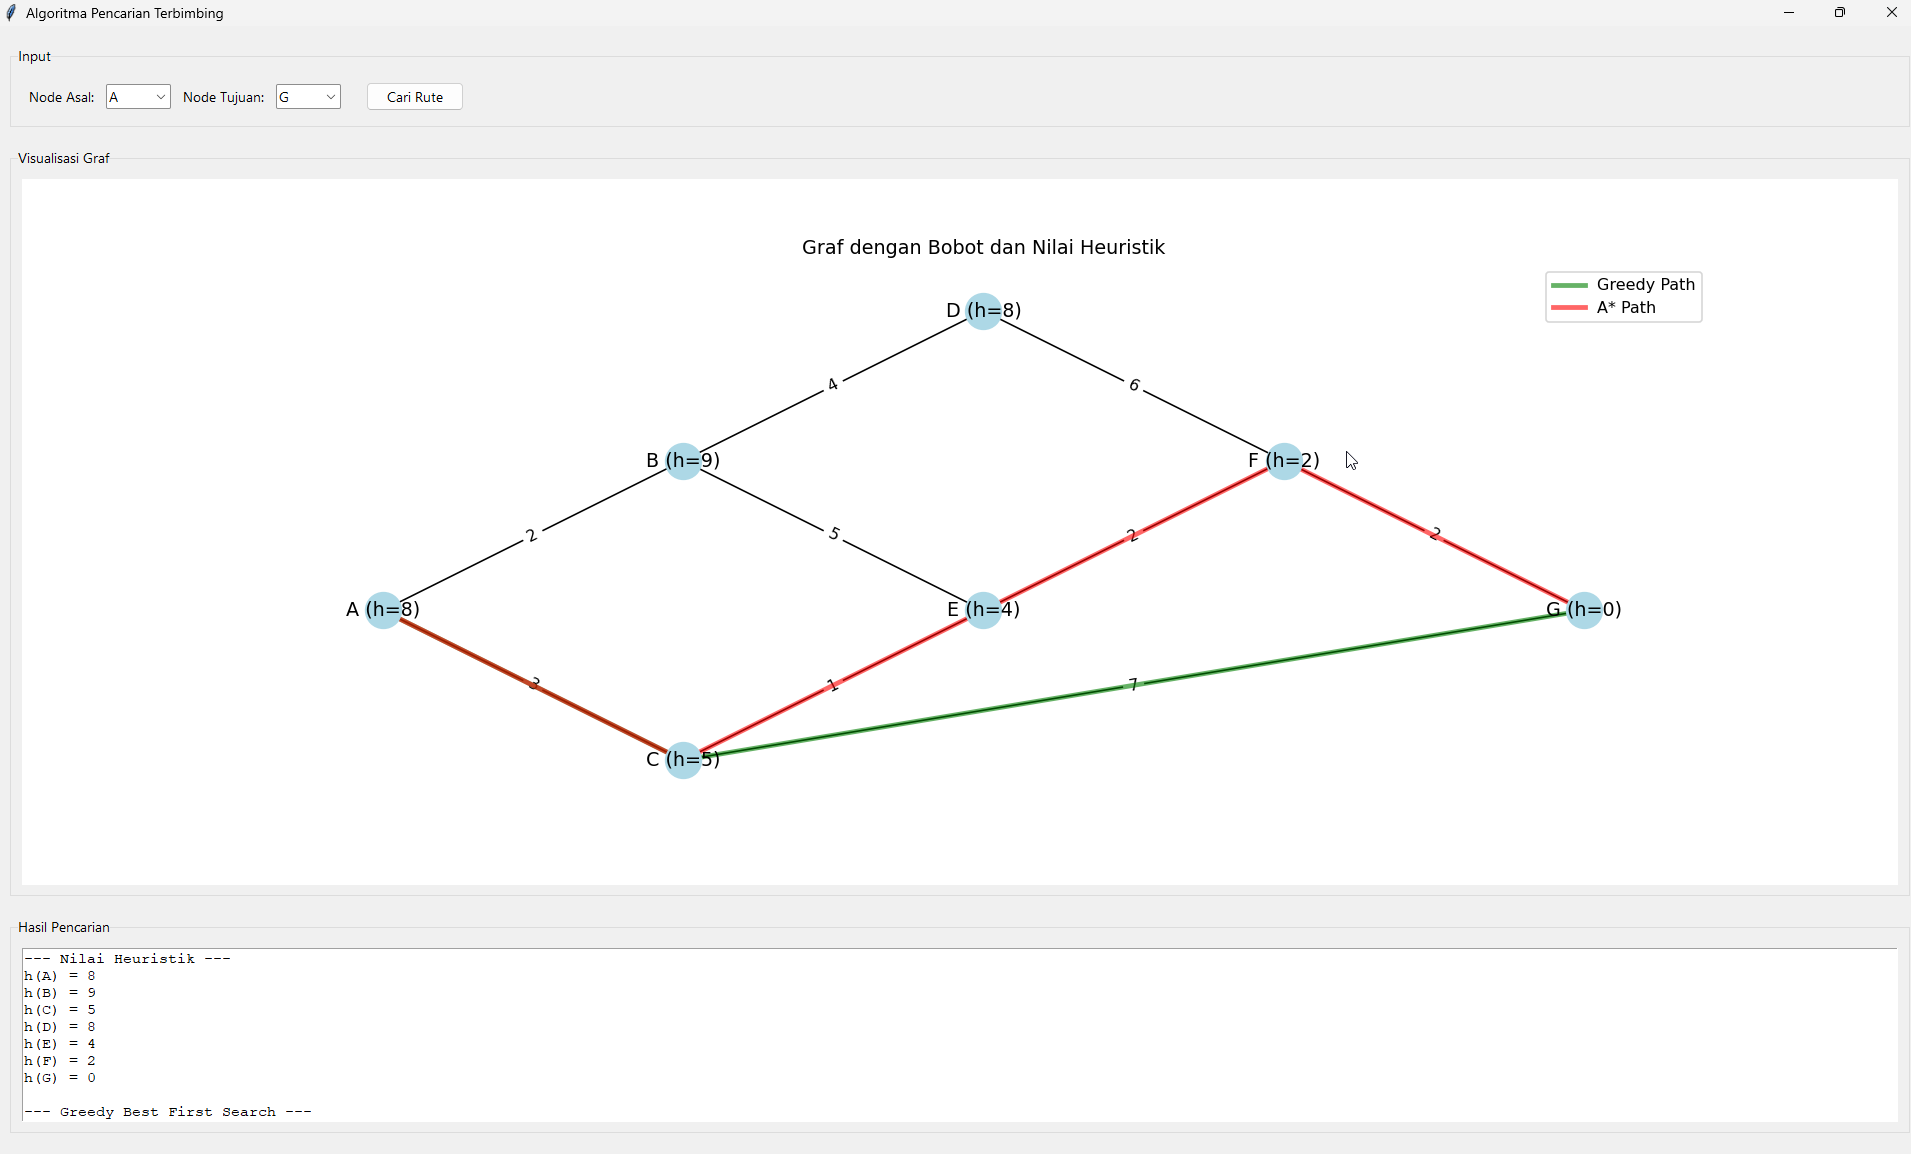 Algoritma Pencarian Terbimbing
Input
Node Asal: A Node Tujuan: G Cari Rute
Visualisasi Graf
Graf dengan Bobot dan Nilai Heuristik
Greedy Path
A* Path
D (h=8)
4
6
B (h=9)
F (h=2)
2
5
2
2
A (h=8)
E (h=4)
G (h=0)
3
1
7
C (h=5)
Hasil Pencarian
--- Nilai Heuristik ---
h(A) = 8
h(B) = 9
h(C) = 5
h(D) = 8
h(E) = 4
h(F) = 2
h(G) = 0
--- Greedy Best First Search ---